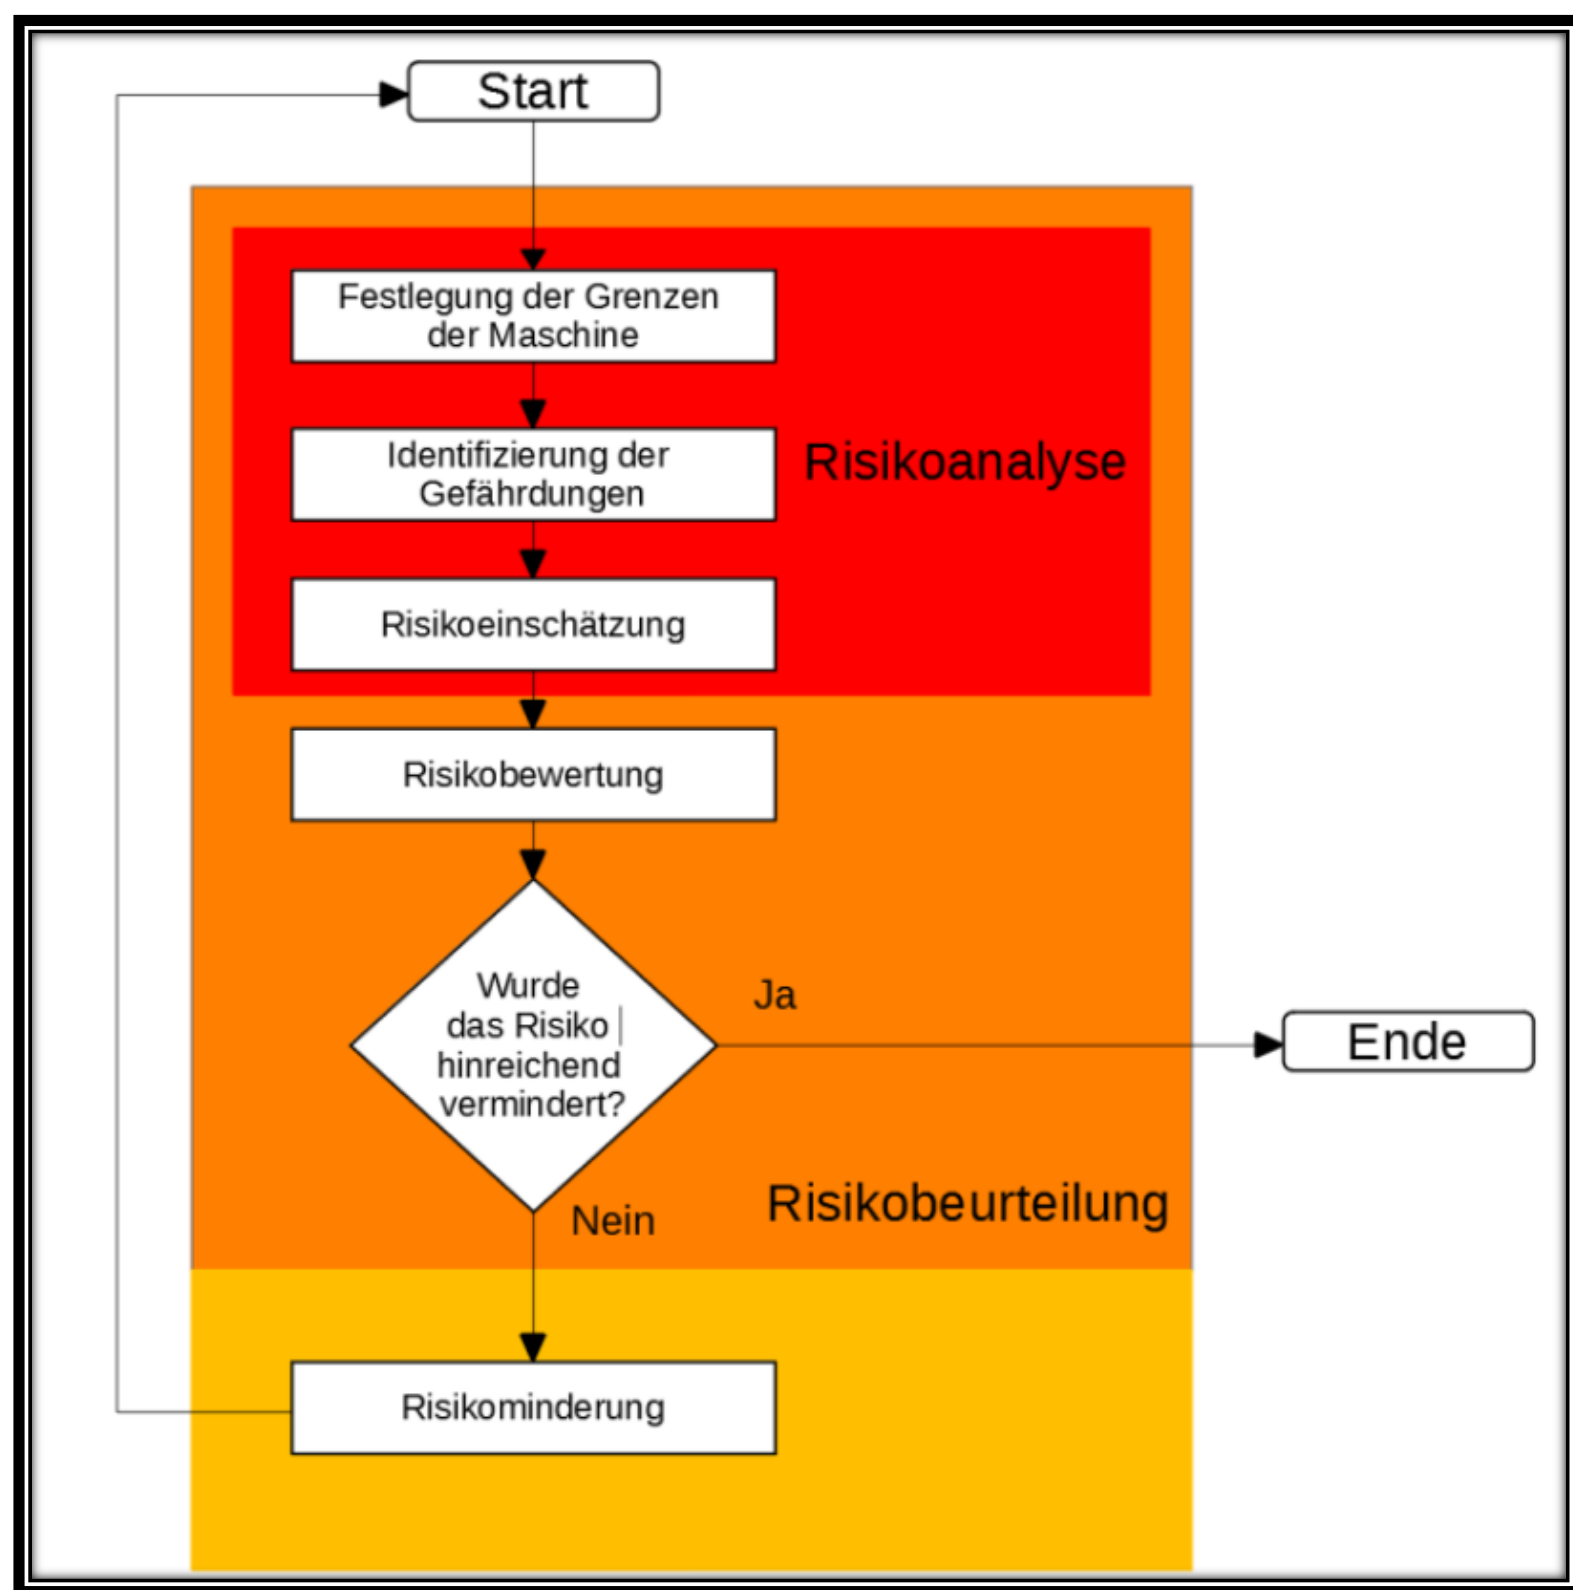 Start
Festlegung der Grenzen
der Maschine
Identifizierung der
Gefährdungen
Risikoanalyse
Risikoeinschätzung
Risikobewertung
Wurde
das Risiko
hinreichend
vermindert?
Ja
Ende
Risikobeurteilung
Nein
Risikominderung